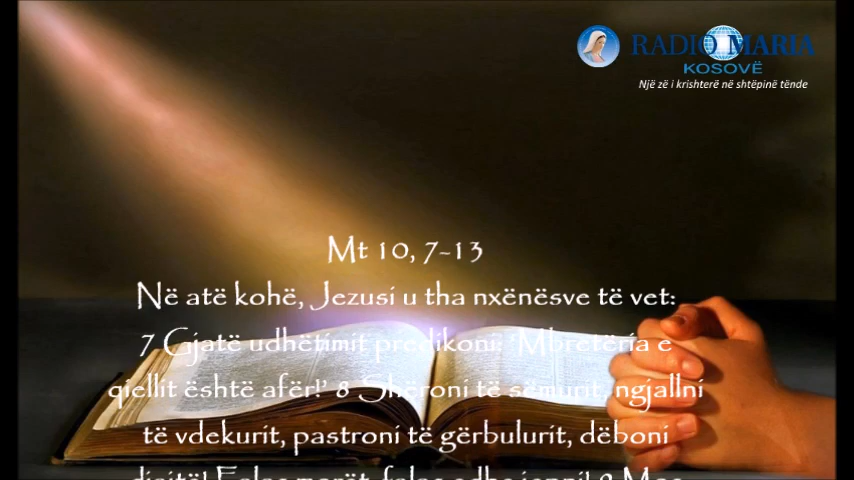 RADIO MARIA
KOSOVË
Një zë i krishterë në shtëpinë tënde
Mt 10, 7-13
Në atë kohë, Jezusi u tha nxënësve të vet:
7 Gjatë udhëtimit predikoni: ‘Mbretëria e
qiellit është afër!’ 8 Shëroni të sëmurit, ngjallni
të vdekurit, pastroni të gërbulurit, dëboni